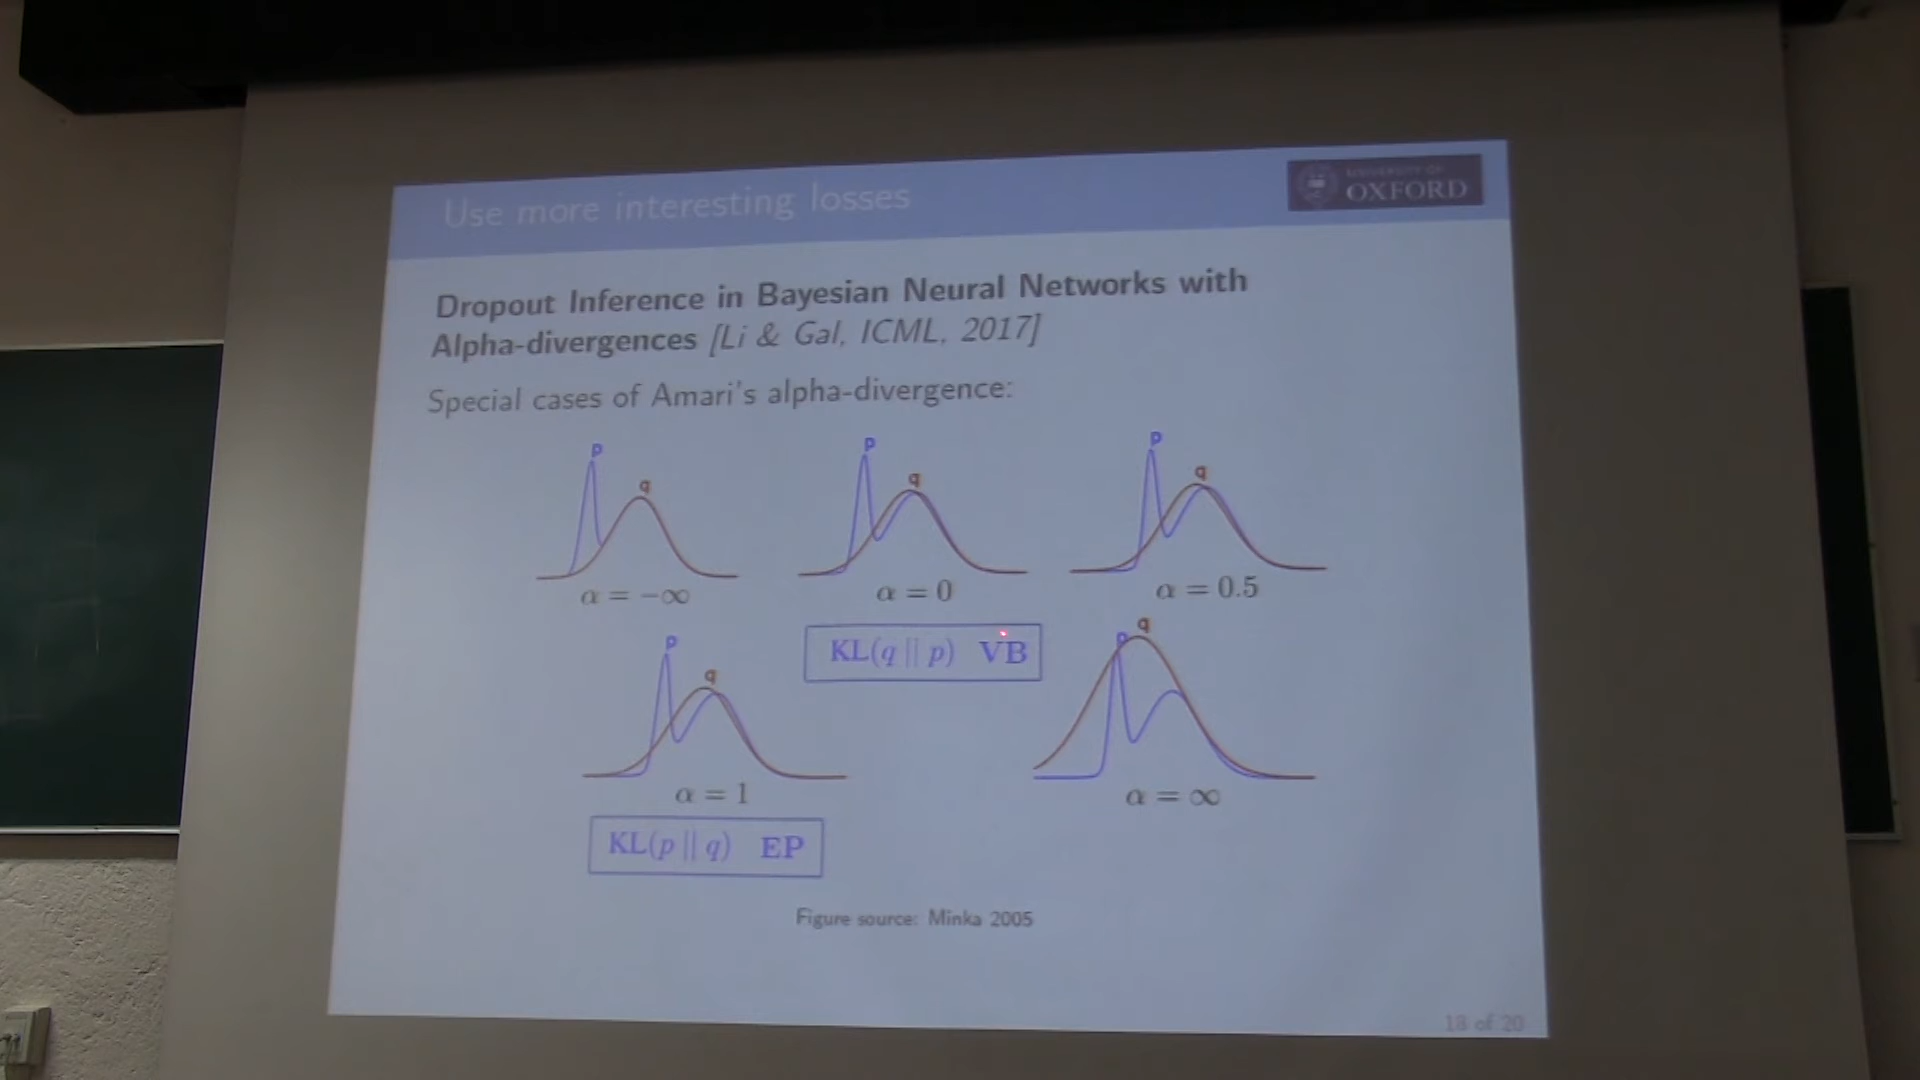 Use more interesting losses
UNIVERSITY OF
OXFORD
Dropout Inference in Bayesian Neural Networks with
Alpha-divergences [Li & Gal, ICML, 2017]
Special cases of Amari's alpha-divergence:
p
q
α = −∞
p
q
α = 0
p
q
α = 0.5
KL(q || p) VB
p
q
α = 1
p
q
α = ∞
KL(p || q) EP
Figure source: Minka 2005
18 of 20